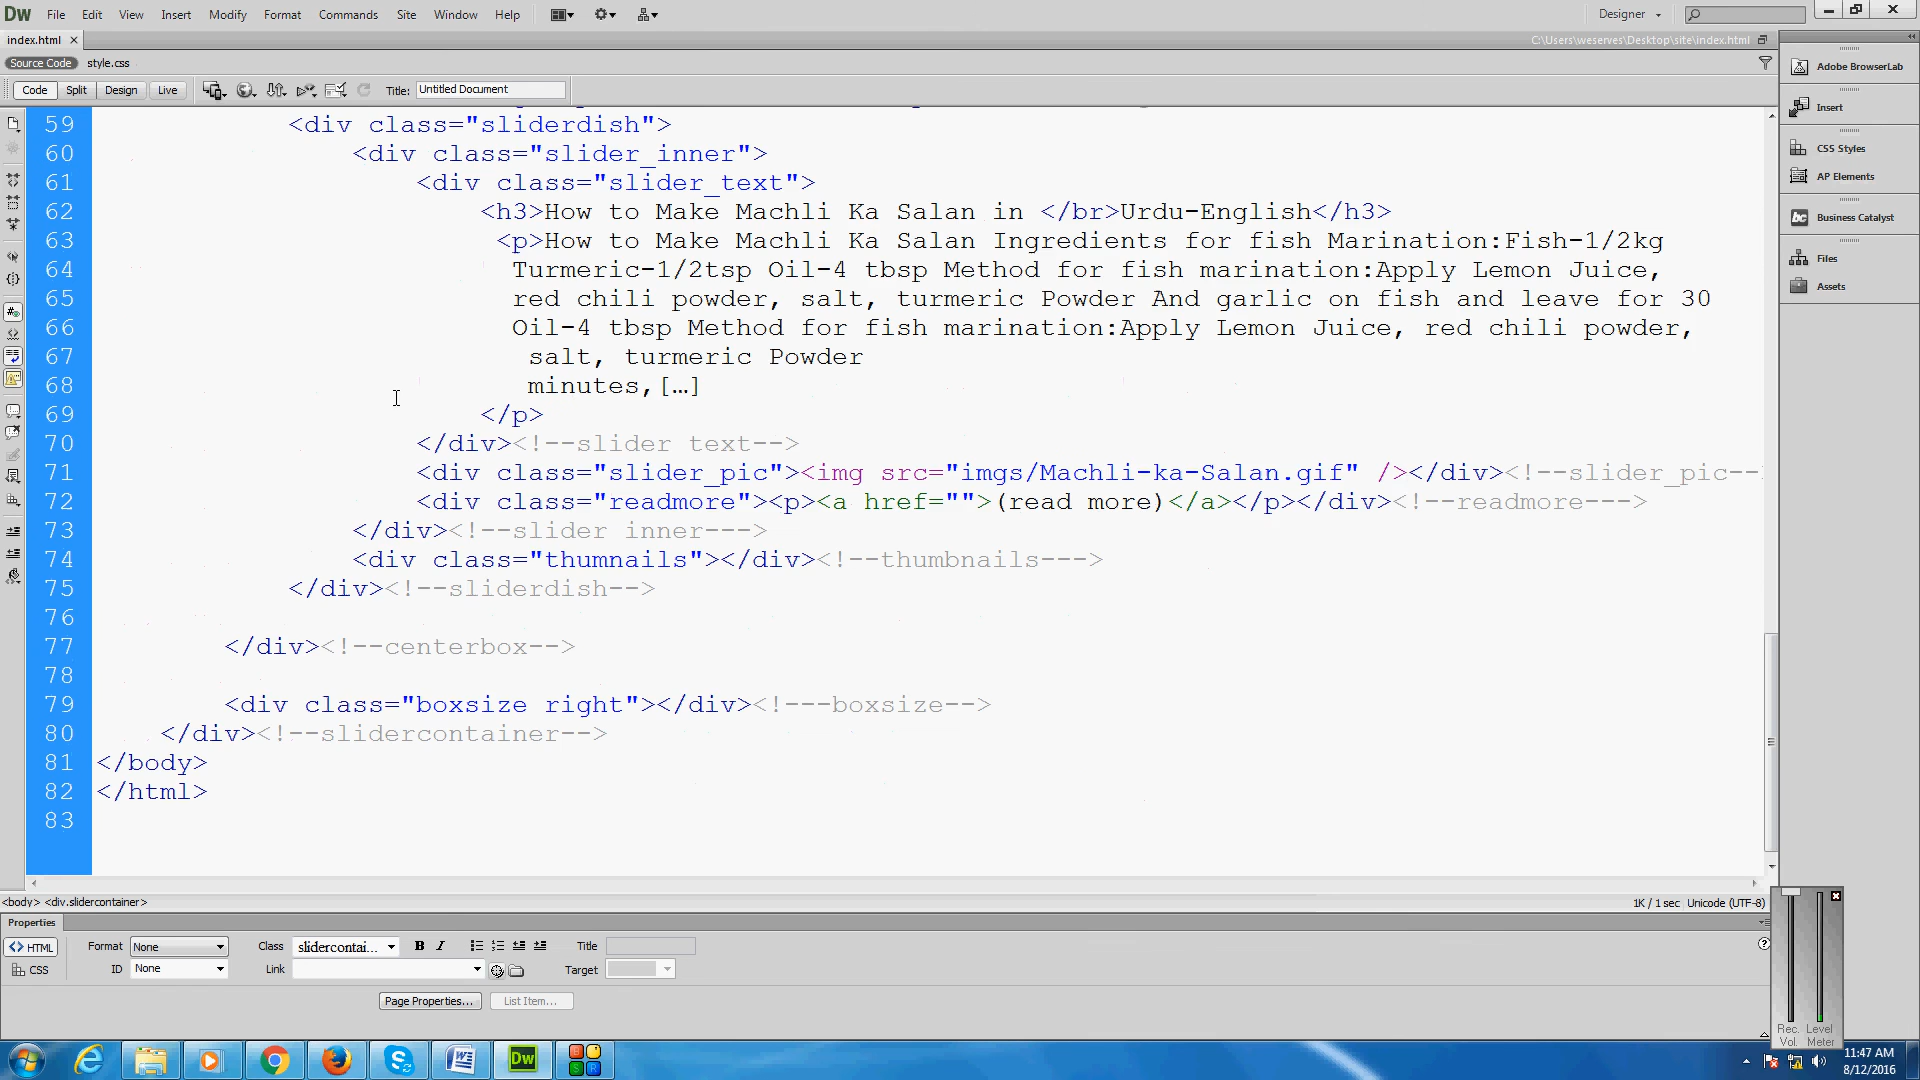 Dw File Edit View Insert Modify Format Commands Site Window Help Designer
index.html C:\Users\weserves\Desktop\site\index.html
Source Code style.css
Code Split Design Live Title: Untitled Document
59 <div class="sliderdish">
60 <div class="slider_inner">
61 <div class="slider_text">
62 <h3>How to Make Machli Ka Salan in </br>Urdu-English</h3>
63 <p>How to Make Machli Ka Salan Ingredients for fish Marination:Fish-1/2kg
64 Turmeric-1/2tsp Oil-4 tbsp Method for fish marination:Apply Lemon Juice,
65 red chili powder, salt, turmeric Powder And garlic on fish and leave for 30
66 Oil-4 tbsp Method for fish marination:Apply Lemon Juice, red chili powder,
67 salt, turmeric Powder
68 minutes,[…]
69 </p>
70 </div><!--slider text-->
71 <div class="slider_pic"><img src="imgs/Machli-ka-Salan.gif" /></div><!--slider_pic--
72 <div class="readmore"><p><a href="">(read more)</a></p></div><!--readmore--->
73 </div><!--slider inner--->
74 <div class="thumnails"></div><!--thumbnails--->
75 </div><!--sliderdish-->
76
77 </div><!--centerbox-->
78
79 <div class="boxsize right"></div><!---boxsize-->
80 </div><!--slidercontainer-->
81 </body>
82 </html>
83
Adobe BrowserLab
Insert
CSS Styles
AP Elements
Business Catalyst
Files
Assets
<body> <div.slidercontainer> 1K / 1 sec Unicode (UTF-8)
Properties
HTML Format None Class slidercontai... B I Title
CSS ID None Link Target
Page Properties... List Item...
Rec. Level
Vol. Meter
W Dw
11:47 AM
8/12/2016